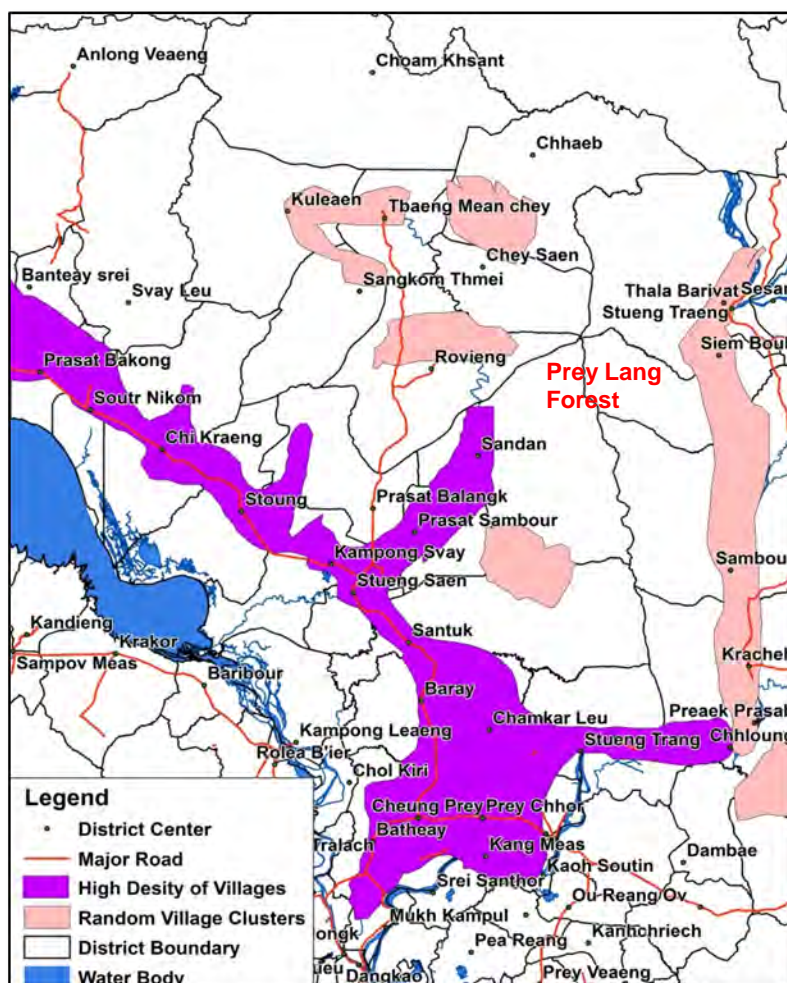 Anlong Veaeng
Choam Khsant
Chhaeb
Kuleaen
Tbaeng Mean chey
Chey Saen
Banteay srei
Svay Leu
Sangkom Thmei
Thala Barivat
Sesan
Stueng Traeng
Siem Bouk
Prasat Bakong
Rovieng
Prey Lang
Forest
Soutr Nikom
Chi Kraeng
Sandan
Stoung
Prasat Balangk
Prasat Sambour
Kampong Svay
Sambou
Stueng Saen
Kandieng
Krakor
Santuk
Sampov Meas
Kracheh
Baribour
Baray
Preaek Prasab
Kampong Leaeng
Chamkar Leu
Stueng Trang
Chhloung
Rolea B'ier
Chol Kiri
Legend
District Center
Major Road
High Desity of Villages
Random Village Clusters
District Boundary
Water Body
Cheung Prey
Prey Chhor
Batheay
Tralach
Kang Meas
Kaoh Soutin
Dambae
Srei Santhor
Ou Reang Ov
Mukh Kampul
Kanhchriech
ongk
Pea Reang
ueu
Dangkao
Prey Veaeng